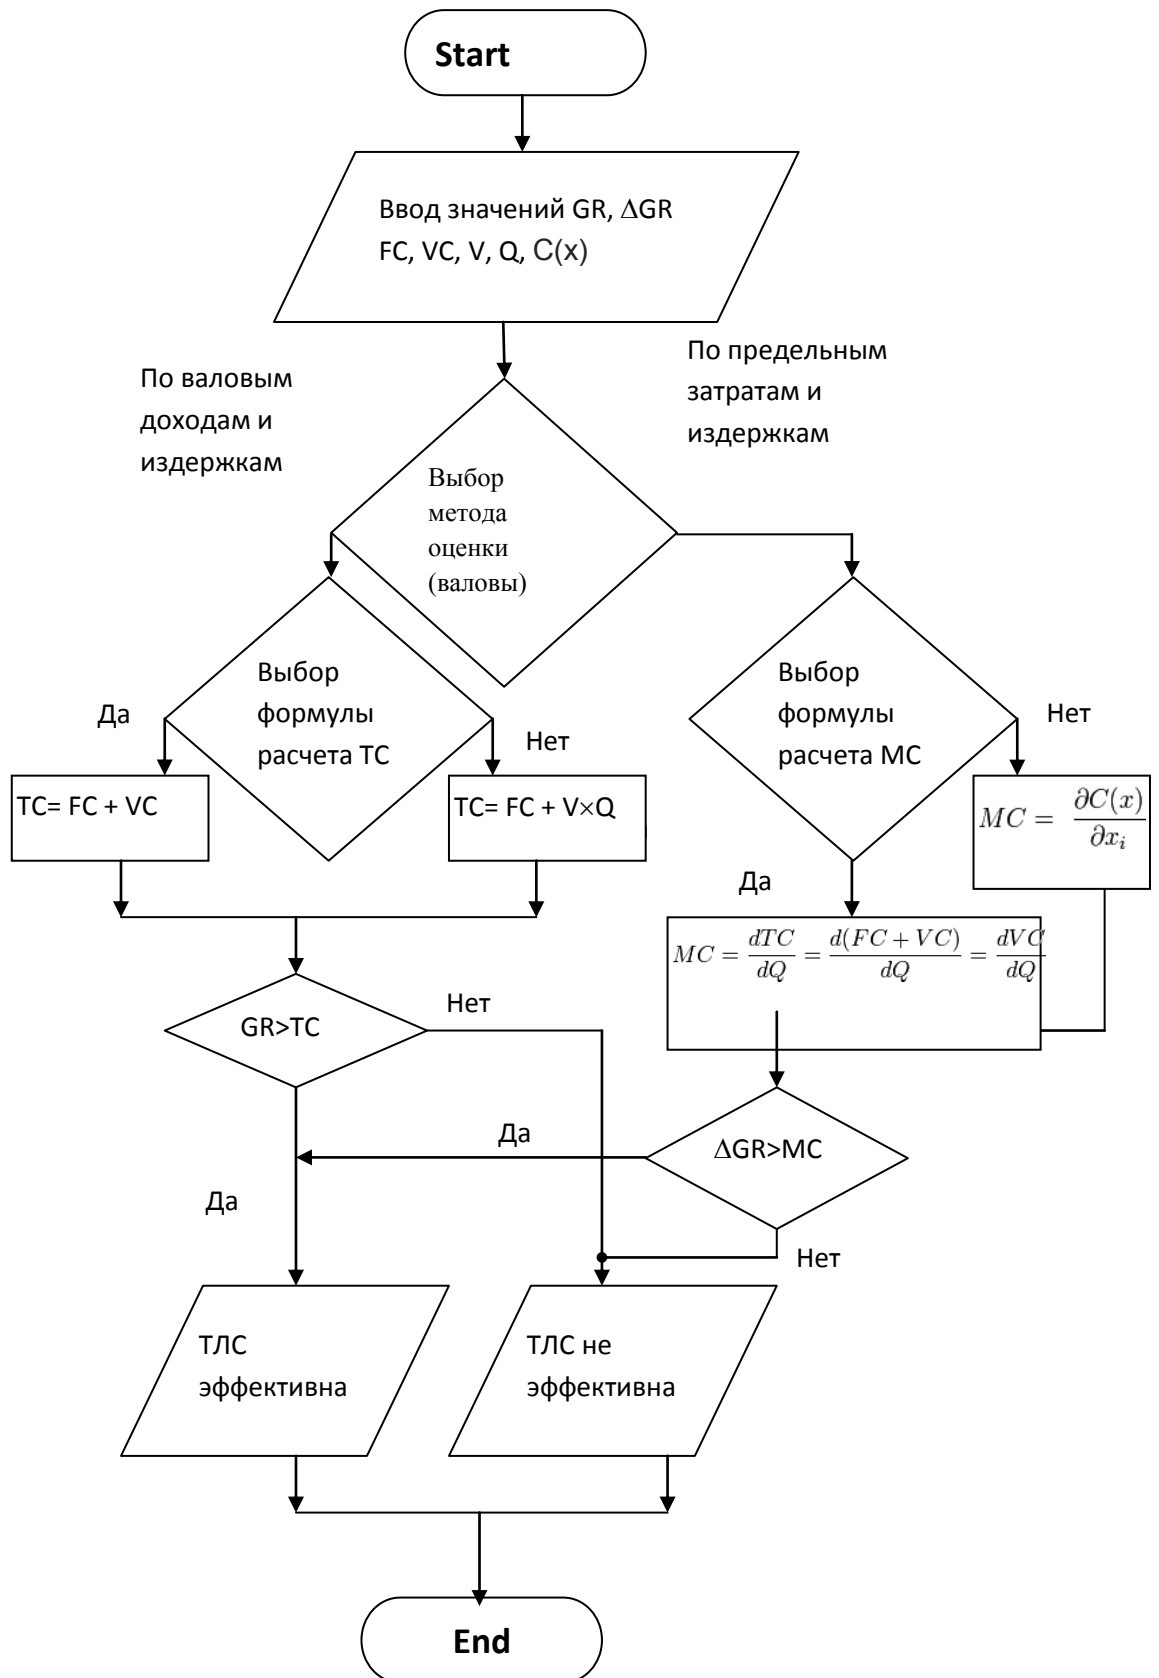 Start
Ввод значений GR, ΔGR
FC, VC, V, Q, C(x)
По валовым
доходам и
издержкам
По предельным
затратам и
издержкам
Выбор
метода
оценки
(валовы)
Выбор
формулы
расчета TC
Да
Нет
TC= FC + VC
TC= FC + V×Q
Выбор
формулы
расчета MC
Нет
Да
MC = ∂C(x)/∂x_i
MC = dTC/dQ = d(FC + VC)/dQ = dVC/dQ
GR>TC
Нет
Да
ΔGR>MC
Да
Нет
ТЛС
эффективна
ТЛС не
эффективна
End